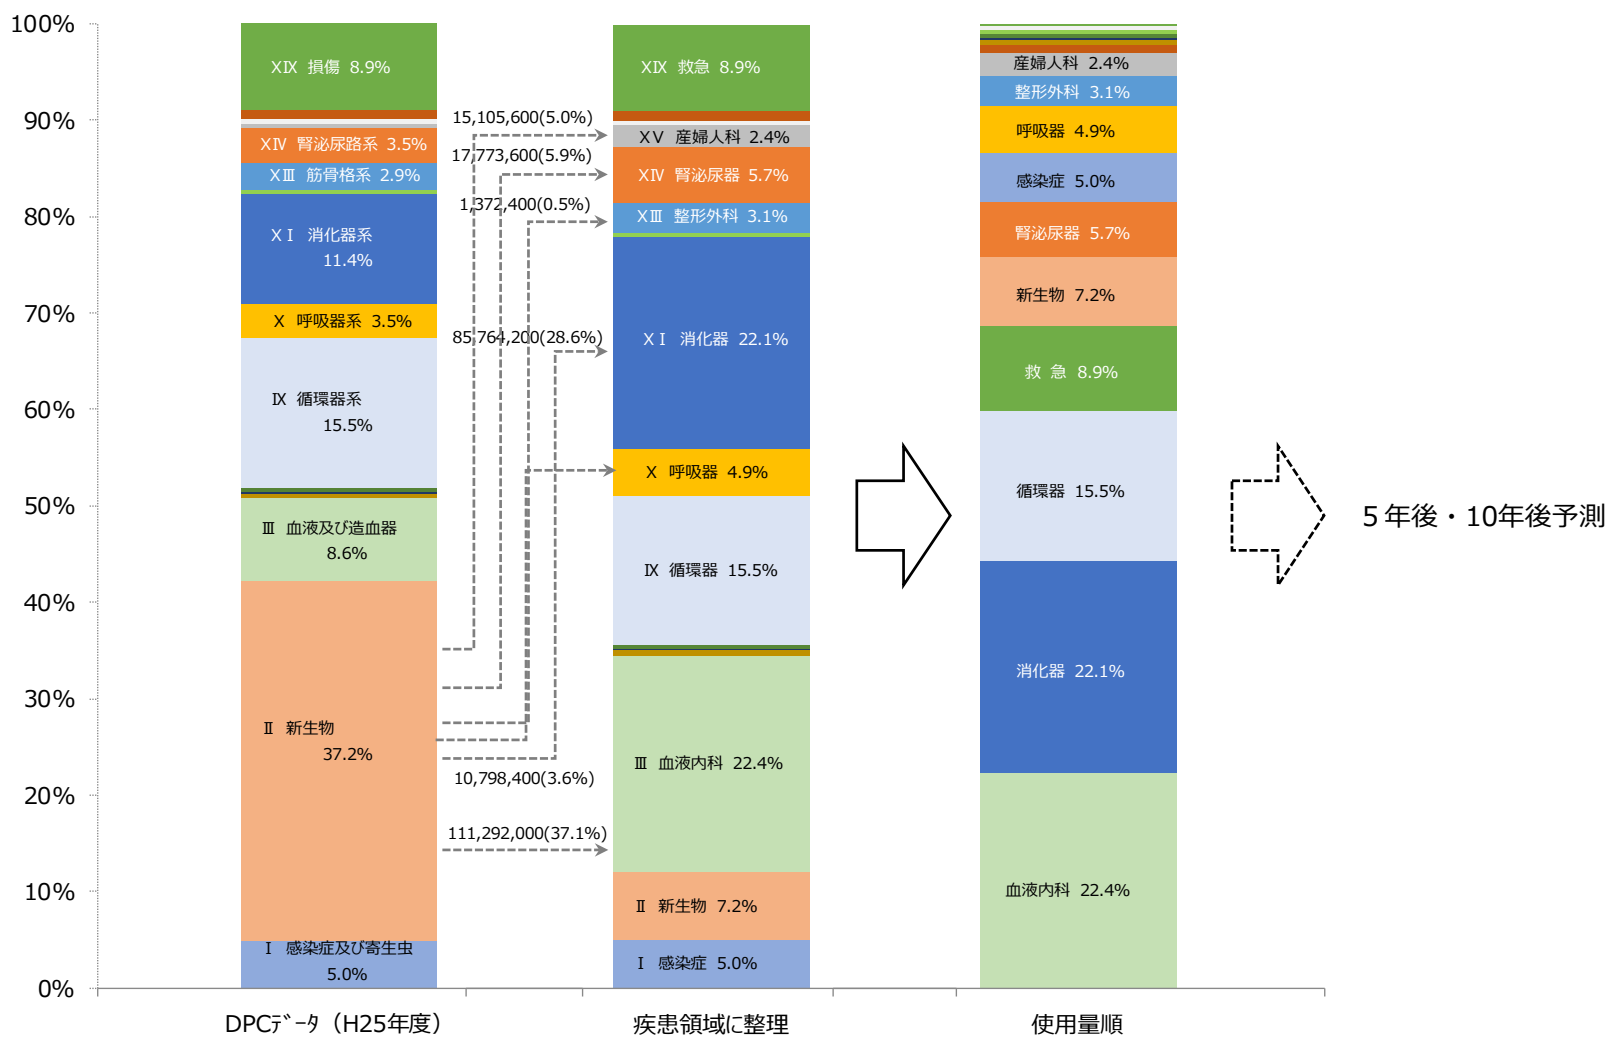 100%
90%
80%
70%
60%
50%
40%
30%
20%
10%
0%
XIX 損傷 8.9%
XIV 腎泌尿路系 3.5%
XⅢ 筋骨格系 2.9%
XⅠ 消化器系
11.4%
X 呼吸器系 3.5%
Ⅸ 循環器系
15.5%
Ⅲ 血液及び造血器
8.6%
Ⅱ 新生物
37.2%
Ⅰ 感染症及び寄生虫
5.0%
DPCﾃﾞｰﾀ（H25年度）
15,105,600(5.0%)
17,773,600(5.9%)
1,372,400(0.5%)
85,764,200(28.6%)
10,798,400(3.6%)
111,292,000(37.1%)
XIX 救急 8.9%
XV 産婦人科 2.4%
XIV 腎泌尿器 5.7%
XⅢ 整形外科 3.1%
XⅠ 消化器 22.1%
X 呼吸器 4.9%
Ⅸ 循環器 15.5%
Ⅲ 血液内科 22.4%
Ⅱ 新生物 7.2%
Ⅰ 感染症 5.0%
疾患領域に整理
産婦人科 2.4%
整形外科 3.1%
呼吸器 4.9%
感染症 5.0%
腎泌尿器 5.7%
新生物 7.2%
救 急 8.9%
循環器 15.5%
消化器 22.1%
血液内科 22.4%
使用量順
５年後・10年後予測